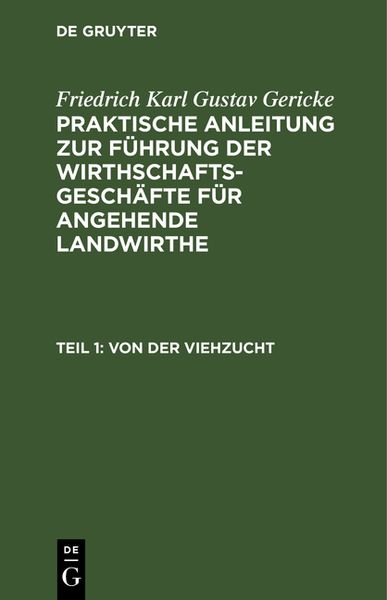 DE GRUYTER
Friedrich Karl Gustav Gericke
PRAKTISCHE ANLEITUNG
ZUR FÜHRUNG DER
WIRTHSCHAFTS-
GESCHÄFTE FÜR
ANGEHENDE
LANDWIRTHE
TEIL 1: VON DER VIEHZUCHT
DE
G